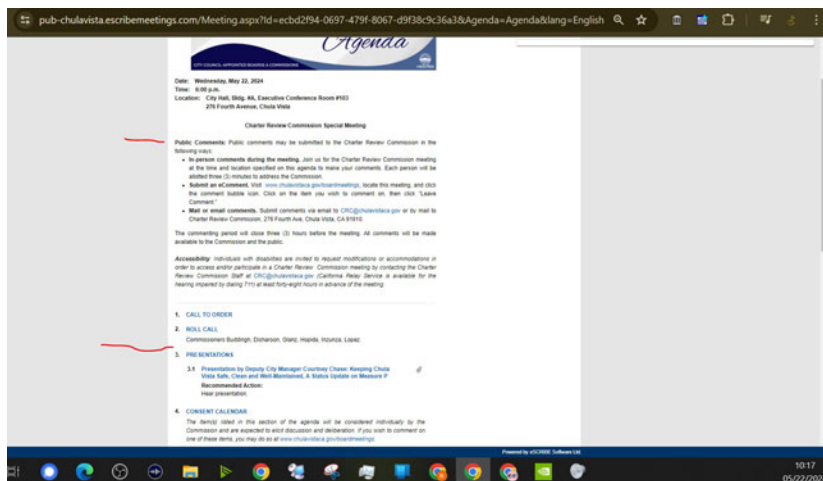 pub-chulavista.escribemeetings.com/Meeting.aspx?Id=ecbd2f94-0697-479f-8067-d9f38c9c36a3&Agenda=Agenda&lang=English
Agenda
CITY COUNCIL APPOINTED BOARDS & COMMISSIONS
Date: Wednesday, May 22, 2024
Time: 6:00 p.m.
Location: City Hall, Bldg. #A, Executive Conference Room #103
276 Fourth Avenue, Chula Vista
Charter Review Commission Special Meeting
Public Comments: Public comments may be submitted to the Charter Review Commission in the
following ways:
• In-person comments during the meeting. Join us for the Charter Review Commission meeting
at the time and location specified on this agenda to make your comments. Each person will be
allotted three (3) minutes to address the Commission.
• Submit an eComment. Visit www.chulavistaca.gov/boardmeetings, locate this meeting, and click
the comment bubble icon. Click on the item you wish to comment on, then click "Leave
Comment."
• Mail or email comments. Submit comments via email to CRC@chulavistaca.gov or by mail to
Charter Review Commission, 276 Fourth Ave, Chula Vista, CA 91910.
The commenting period will close three (3) hours before the meeting. All comments will be made
available to the Commission and the public.
Accessibility: Individuals with disabilities are invited to request modifications or accommodations in
order to access and/or participate in a Charter Review Commission meeting by contacting the Charter
Review Commission Staff at CRC@chulavistaca.gov (California Relay Service is available for the
hearing impaired by dialing 711) at least forty-eight hours in advance of the meeting.
1. CALL TO ORDER
2. ROLL CALL
Commissioners Buddingh, Dicharoon, Glanz, Hopida, Inzunza, Lopez.
3. PRESENTATIONS
3.1 Presentation by Deputy City Manager Courtney Chase: Keeping Chula
Vista Safe, Clean and Well-Maintained, A Status Update on Measure P
Recommended Action:
Hear presentation.
4. CONSENT CALENDAR
The item(s) listed in this section of the agenda will be considered individually by the
Commission and are expected to elicit discussion and deliberation. If you wish to comment on
one of these items, you may do so at www.chulavistaca.gov/boardmeetings.
Powered by eSCRIBE Software Ltd.
10:17
05/22/202